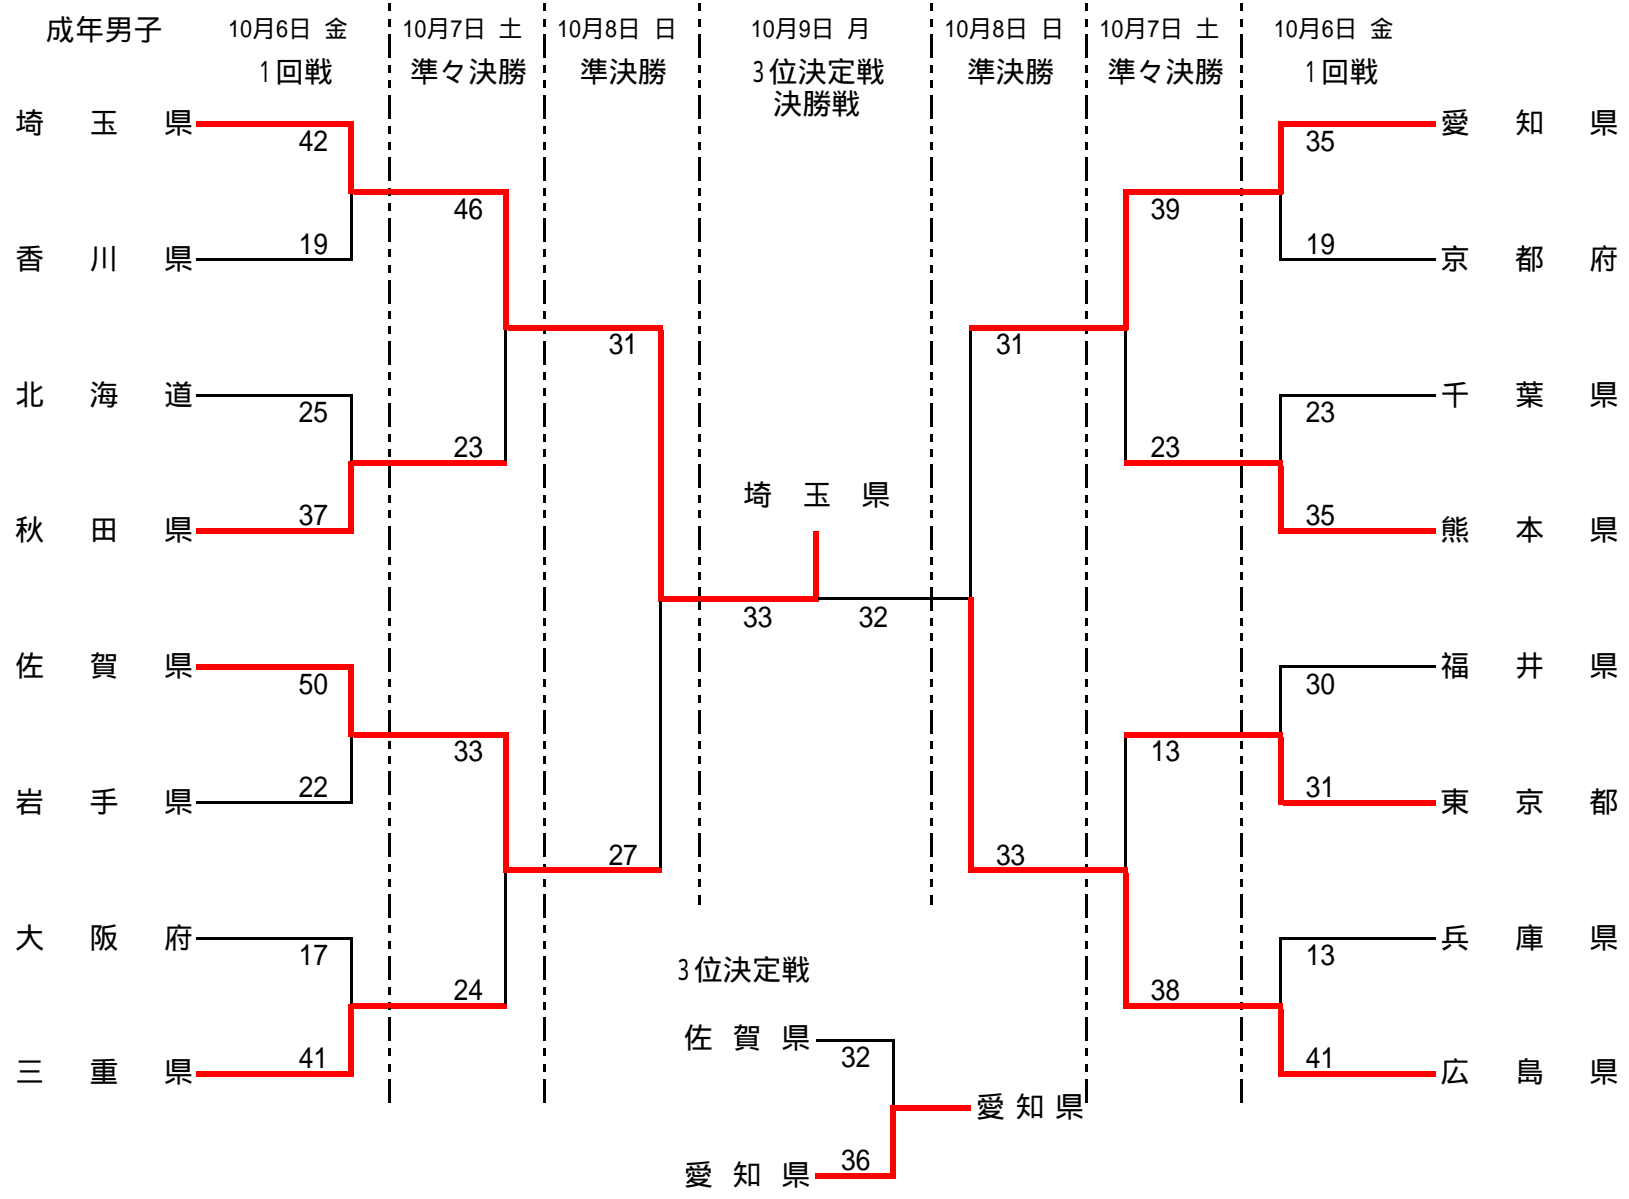 成年男子 10月6日 金 10月7日 土 10月8日 日 10月9日 月 10月8日 日 10月7日 土 10月6日 金
1回戦 準々決勝 準決勝 3位決定戦 準決勝 準々決勝 1回戦
決勝戦
埼玉県 愛知県
42 35
46 39
香川県 19 19 京都府
31 31
北海道 千葉県
25 23
23 23
埼玉県
秋田県 37 35 熊本県
33 32
佐賀県 福井県
50 30
33 13
岩手県 22 31 東京都
27 33
大阪府 兵庫県
17 13
3位決定戦
24 38
佐賀県
32
三重県 41 41 広島県
愛知県
愛知県 36